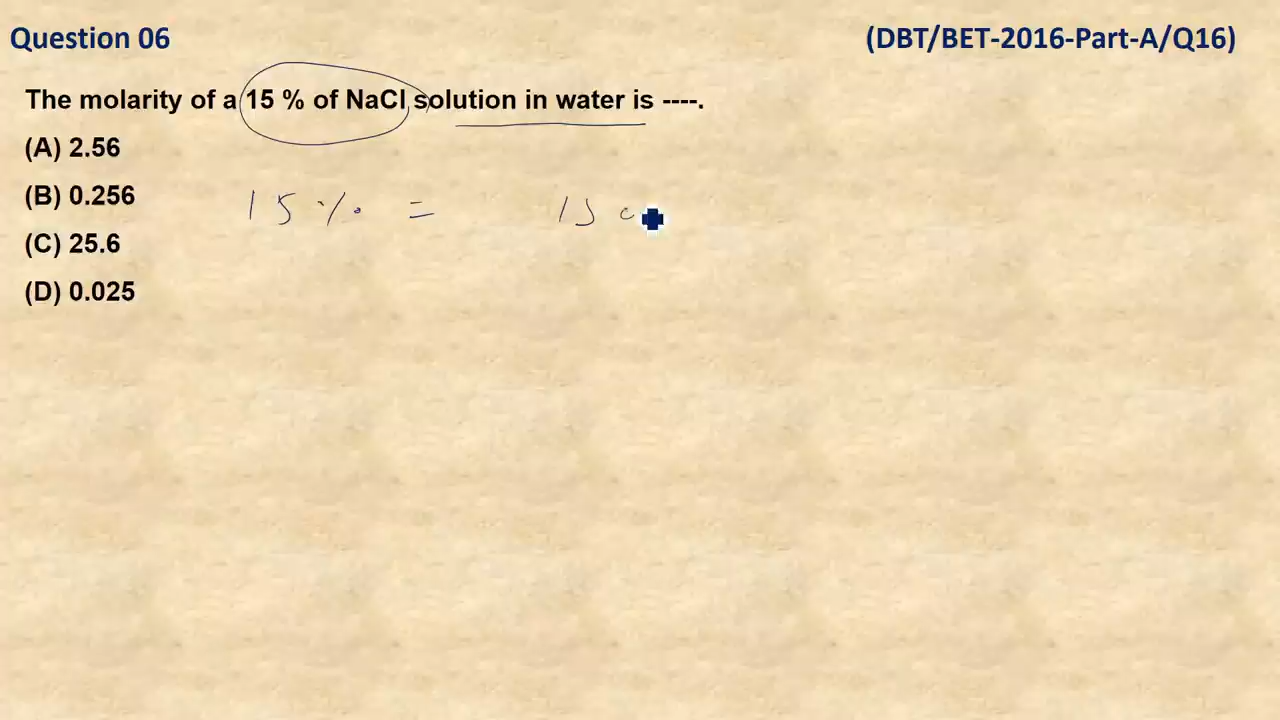 Question 06
(DBT/BET-2016-Part-A/Q16)
The molarity of a 15 % of NaCl solution in water is ----.
(A) 2.56
(B) 0.256
(C) 25.6
(D) 0.025
15 % = 15